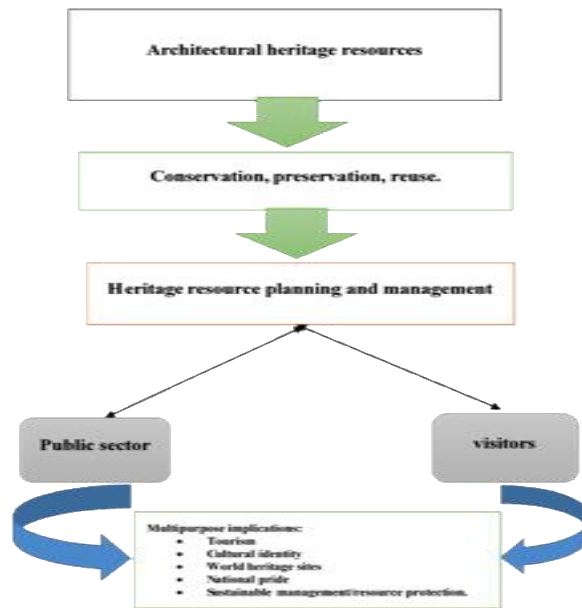 Architectural heritage resources
Conservation, preservation, reuse.
Heritage resource planning and management
Public sector
visitors
Multipurpose implications:
• Tourism
• Cultural identity
• World heritage sites
• National pride
• Sustainable management/resource protection.